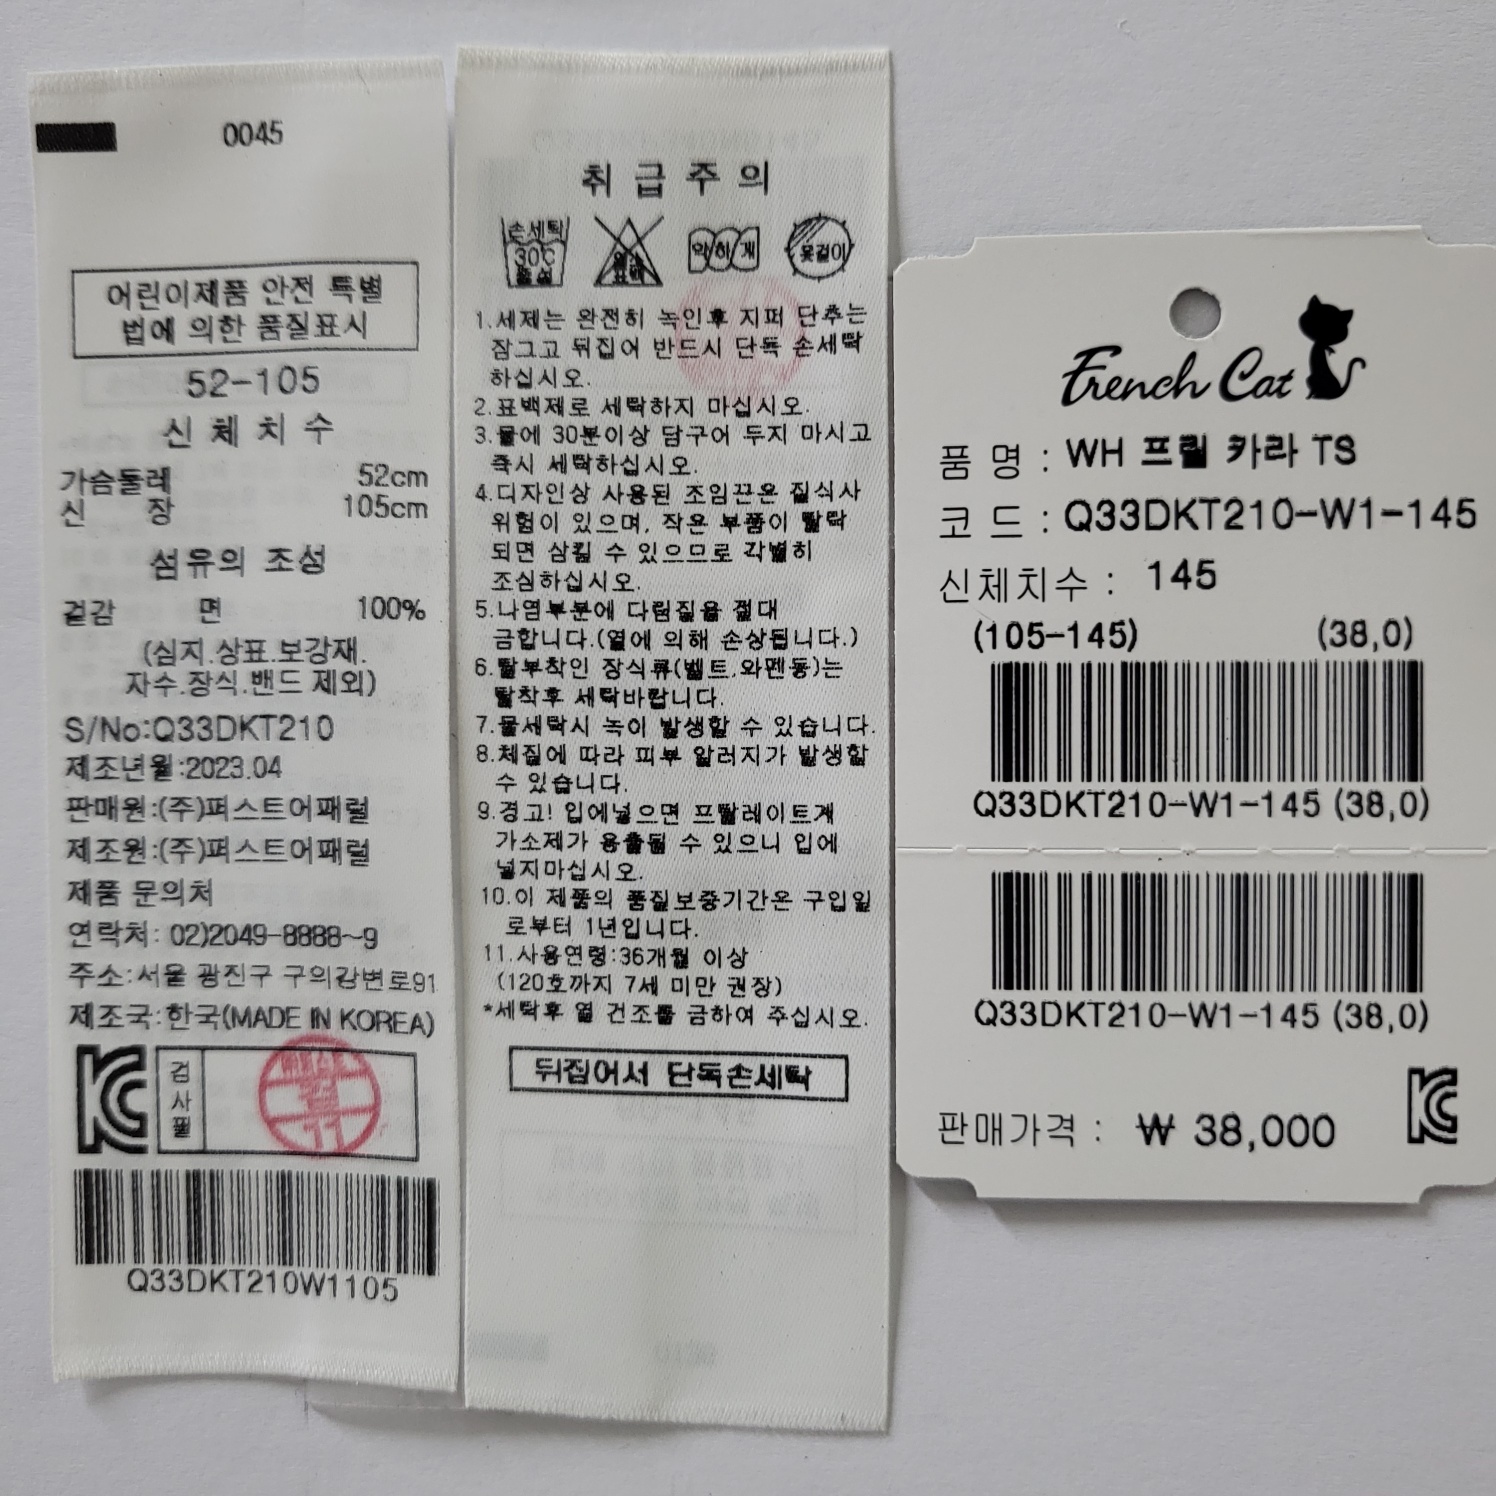 0045
어린이제품 안전 특별
법에 의한 품질표시
52-105
신 체 치 수
가슴둘레 52cm
신 장 105cm
섬유의 조성
겉감 면 100%
(심지.상표.보강재.
자수.장식.밴드 제외)
S/No:Q33DKT210
제조년월:2023.04
판매원:(주)퍼스트어패럴
제조원:(주)퍼스트어패럴
제품 문의처
연락처: 02)2049-8888~9
주소:서울 광진구 구의강변로91
제조국:한국(MADE IN KOREA)
KC
검사필
Q33DKT210W1105
취 급 주 의
손세탁
30℃
중성
약하게
옷걸이
1.세제는 완전히 녹인후 지퍼 단추는
잠그고 뒤집어 반드시 단독 손세탁
하십시오.
2.표백제로 세탁하지 마십시오.
3.물에 30분이상 담구어 두지 마시고
즉시 세탁하십시오.
4.디자인상 사용된 조임끈은 질식사
위험이 있으며, 작은 부품이 탈락
되면 삼킬 수 있으므로 각별히
조심하십시오.
5.나염부분에 다림질을 절대
금합니다.(열에 의해 손상됩니다.)
6.탈부착인 장식류(벨트.와펜등)는
탈착후 세탁바랍니다.
7.물세탁시 녹이 발생할 수 있습니다.
8.체질에 따라 피부 알러지가 발생할
수 있습니다.
9.경고! 입에넣으면 프탈레이트계
가소제가 용출될 수 있으니 입에
넣지마십시오.
10.이 제품의 품질보증기간은 구입일
로부터 1년입니다.
11.사용연령:36개월 이상
(120호까지 7세 미만 권장)
*세탁후 열 건조를 금하여 주십시오.
뒤집어서 단독손세탁
French Cat
품 명 : WH 프릴 카라 TS
코 드 : Q33DKT210-W1-145
신체치수 : 145
(105-145) (38,0)
Q33DKT210-W1-145 (38,0)
Q33DKT210-W1-145 (38,0)
판매가격 : ₩ 38,000
KC